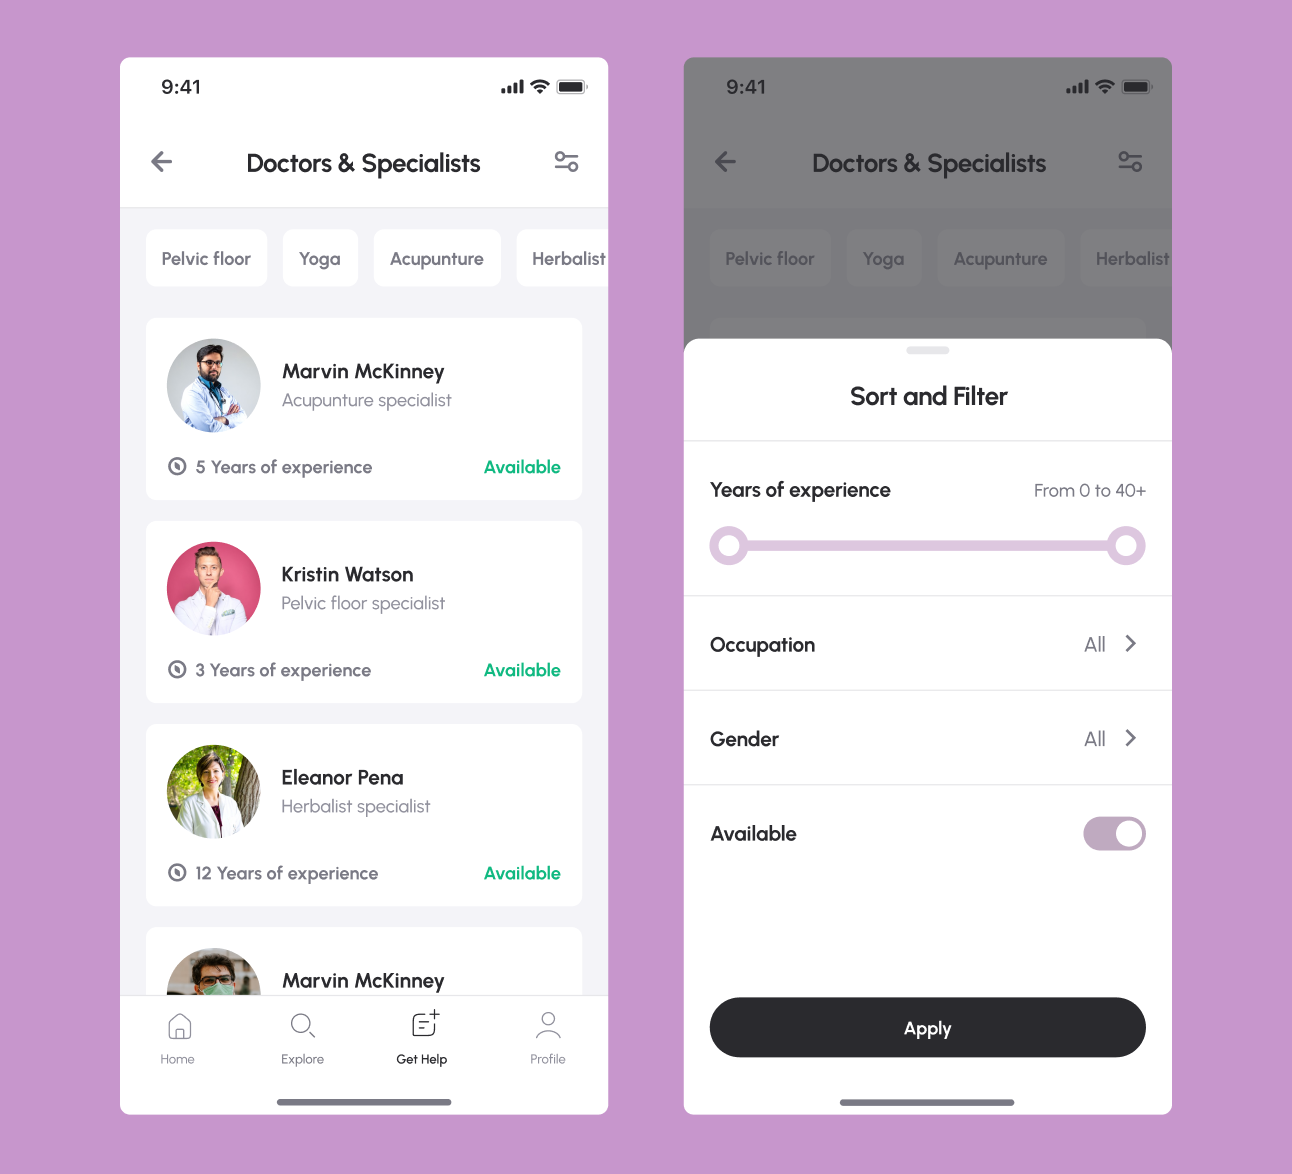 9:41
Doctors & Specialists
Pelvic floor
Yoga
Acupunture
Herbalist
Marvin McKinney
Acupunture specialist
5 Years of experience
Available
Kristin Watson
Pelvic floor specialist
3 Years of experience
Available
Eleanor Pena
Herbalist specialist
12 Years of experience
Available
Marvin McKinney
Home
Explore
Get Help
Profile
9:41
Doctors & Specialists
Pelvic floor
Yoga
Acupunture
Herbalist
Sort and Filter
Years of experience
From 0 to 40+
Occupation
All
Gender
All
Available
Apply